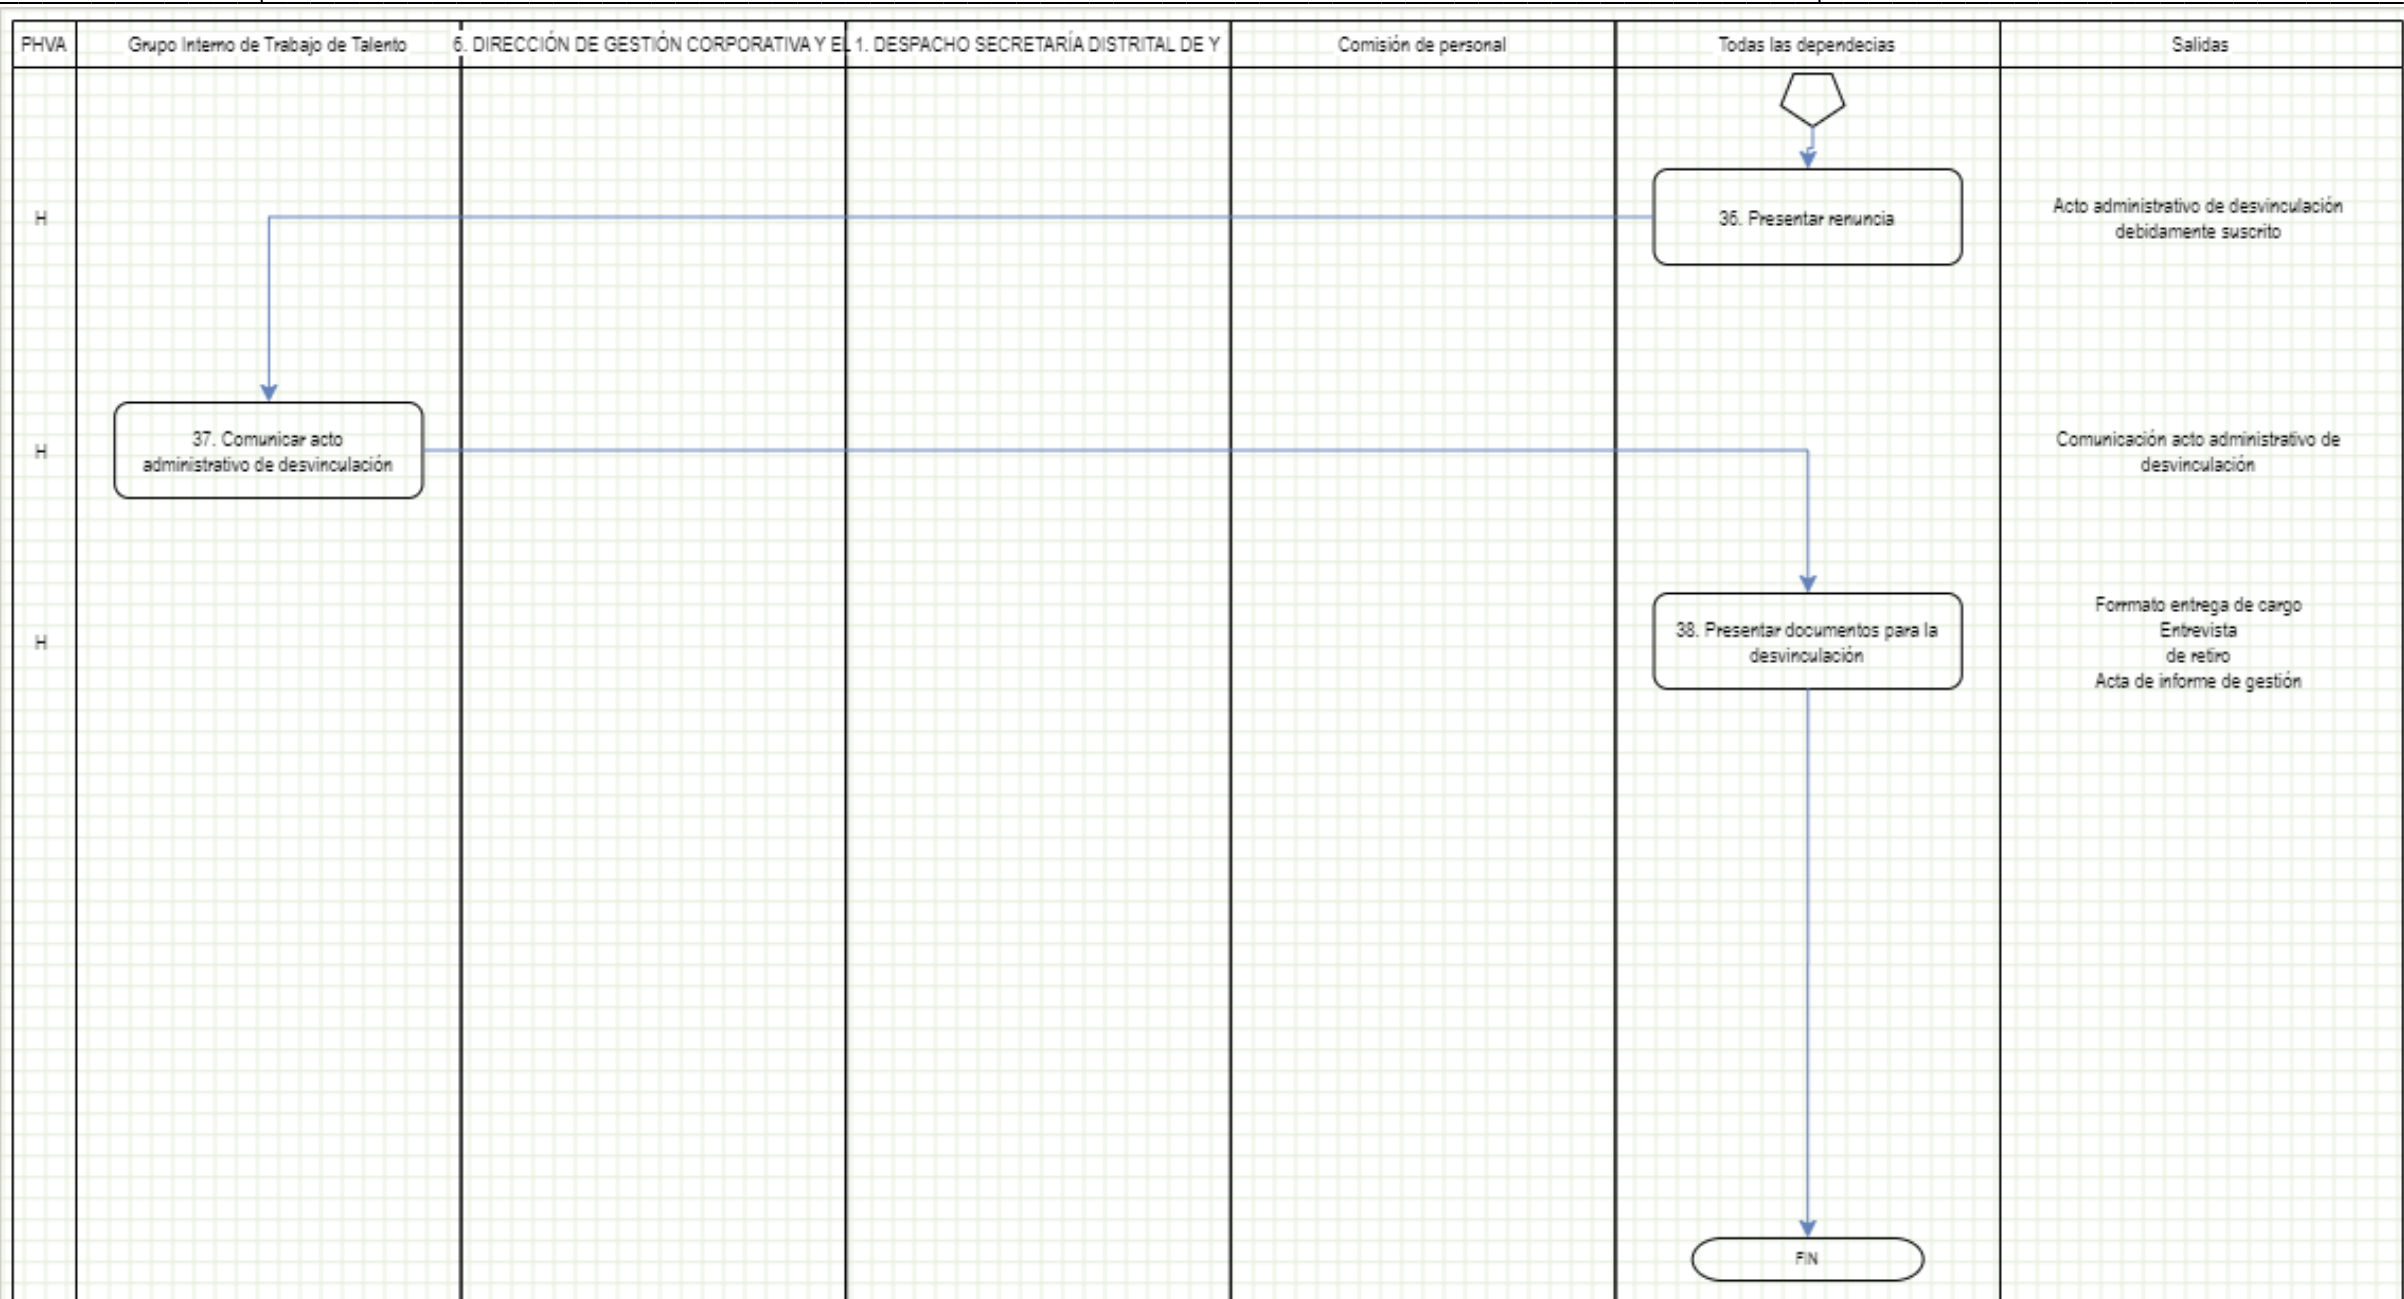 PHVA
Grupo Interno de Trabajo de Talento
6. DIRECCIÓN DE GESTIÓN CORPORATIVA Y EL
1. DESPACHO SECRETARÍA DISTRITAL DE Y
Comisión de personal
Todas las dependecias
Salidas
H
36. Presentar renuncia
Acto administrativo de desvinculación
debidamente suscrito
H
37. Comunicar acto
administrativo de desvinculación
Comunicación acto administrativo de
desvinculación
H
38. Presentar documentos para la
desvinculación
Formmato entrega de cargo
Entrevista
de retiro
Acta de informe de gestión
FIN